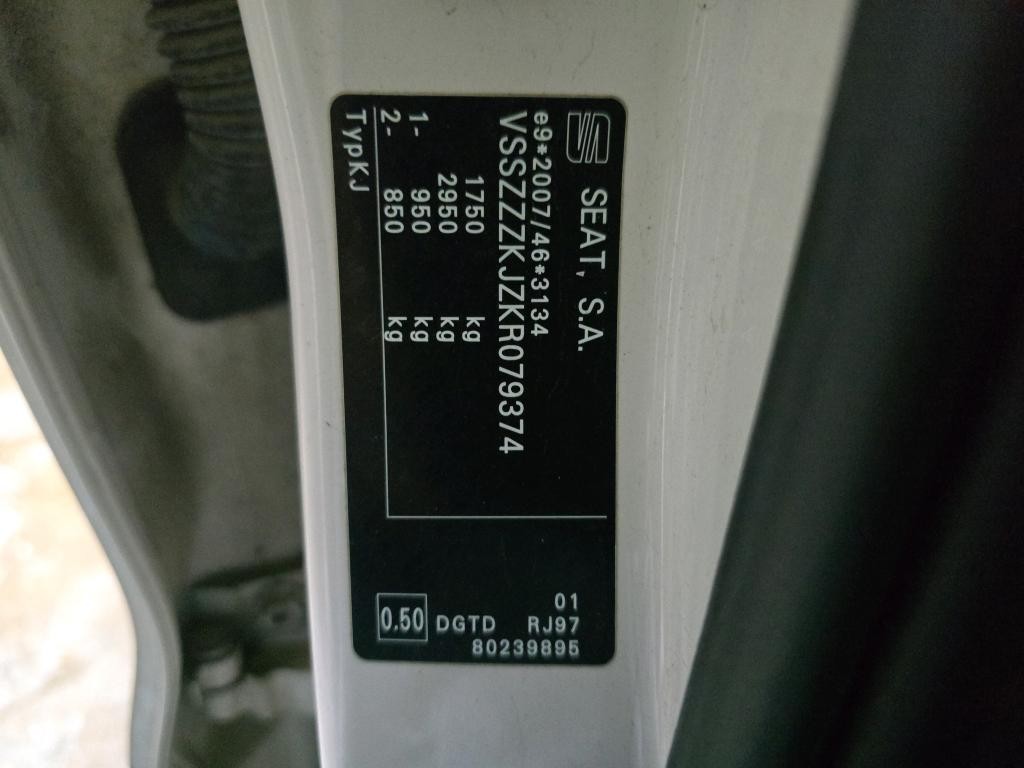 SEAT, S.A.
e9*2007/46*3134
VSSZZZKJZKR079374
1750 kg
2950 kg
1- 950 kg
2- 850 kg
TypKJ
01
0.50 DGTD RJ97
80239895